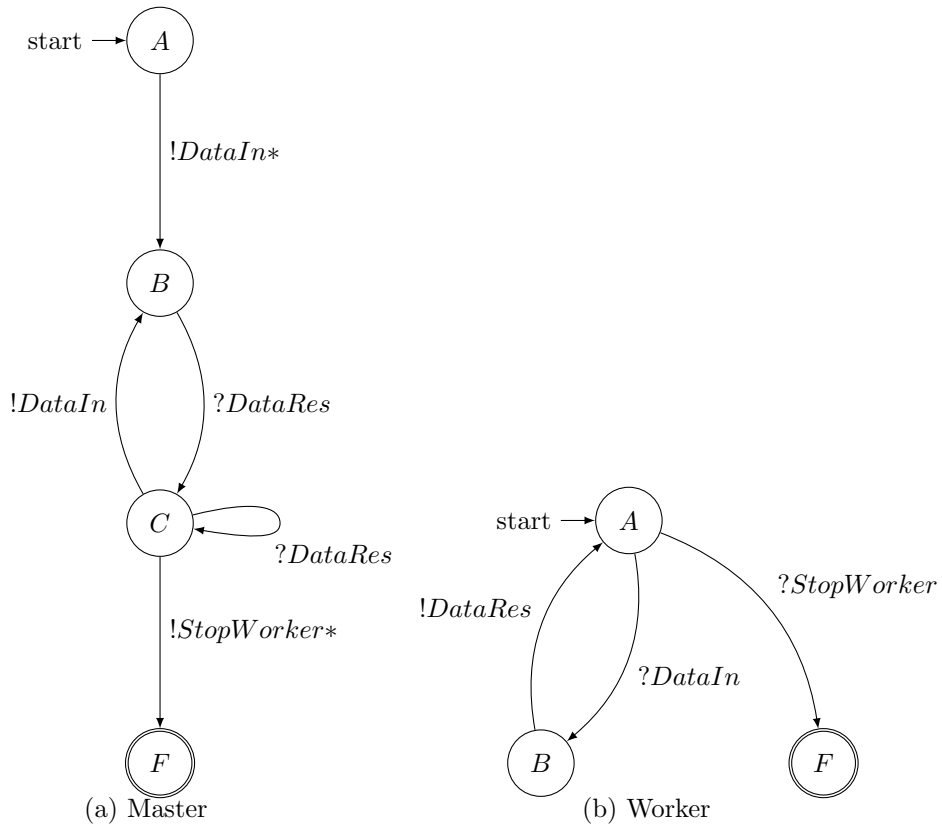 start
A
!DataIn*
B
!DataIn
?DataRes
C
?DataRes
!StopWorker*
F
(a) Master
start
A
?StopWorker
!DataRes
?DataIn
B
F
(b) Worker